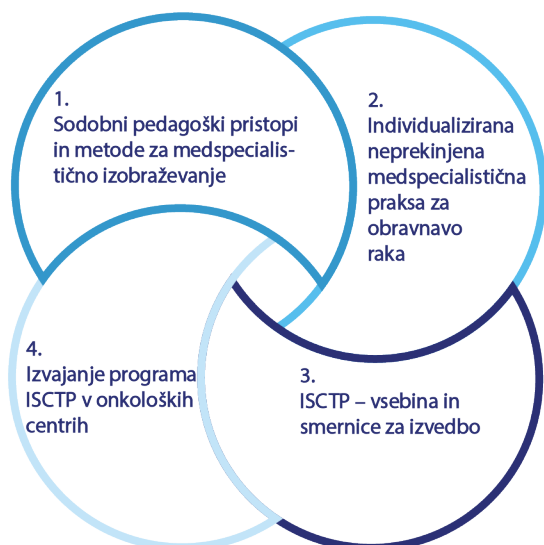 1.
Sodobni pedagoški pristopi
in metode za medspecialis-
tično izobraževanje
2.
Individualizirana
neprekinjena
medspecialistična
praksa za
obravnavo
raka
3.
ISCTP – vsebina in
smernice za izvedbo
4.
Izvajanje programa
ISCTP v onkoloških
centrih